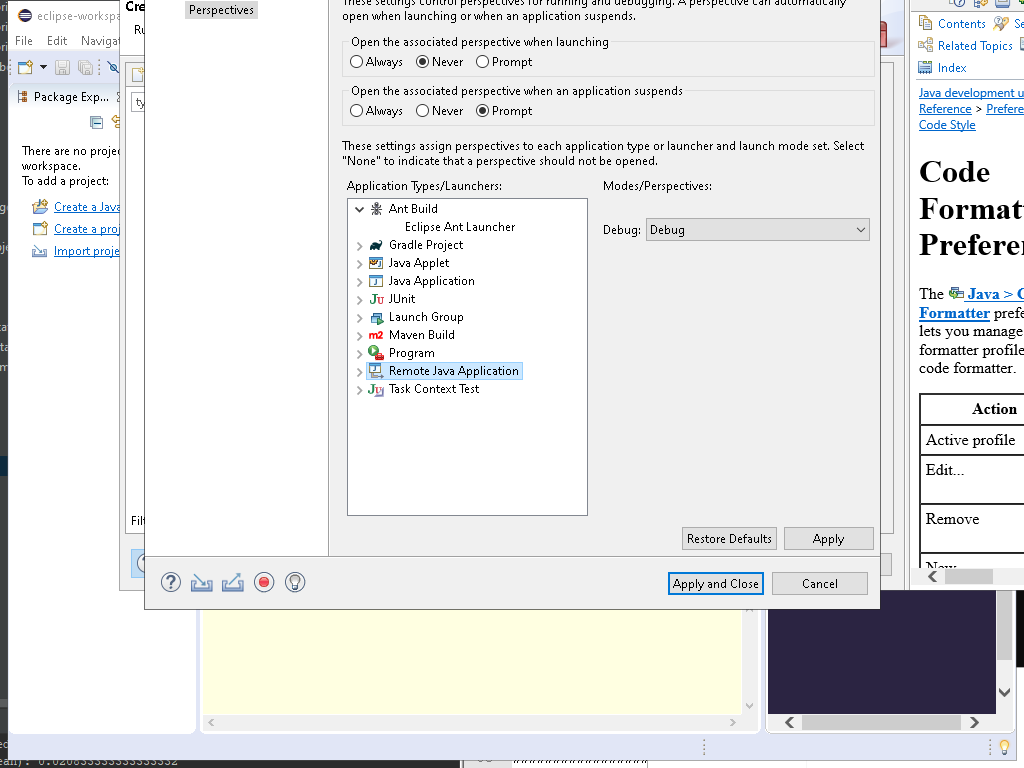 eclipse-workspa
File Edit Navigat
Package Exp...
There are no projec
workspace.
To add a project:
Create a Java
Create a proj
Import proje
Cre
Ru
ty
Filt
Perspectives
These settings control perspectives for running and debugging. A perspective can automatically
open when launching or when an application suspends.
Open the associated perspective when launching
Always Never Prompt
Open the associated perspective when an application suspends
Always Never Prompt
These settings assign perspectives to each application type or launcher and launch mode set. Select
"None" to indicate that a perspective should not be opened.
Application Types/Launchers:
Modes/Perspectives:
Ant Build
Eclipse Ant Launcher
Gradle Project
Java Applet
Java Application
JUnit
Launch Group
Maven Build
Program
Remote Java Application
Task Context Test
Debug: Debug
Restore Defaults Apply
Apply and Close Cancel
Contents Se
Related Topics
Index
Java development u
Reference > Prefere
Code Style
Code
Formatt
Preferen
The Java > C
Formatter prefe
lets you manage
formatter profile
code formatter.
Action
Active profile
Edit...
Remove
New...
ean): 0.020833333333333332